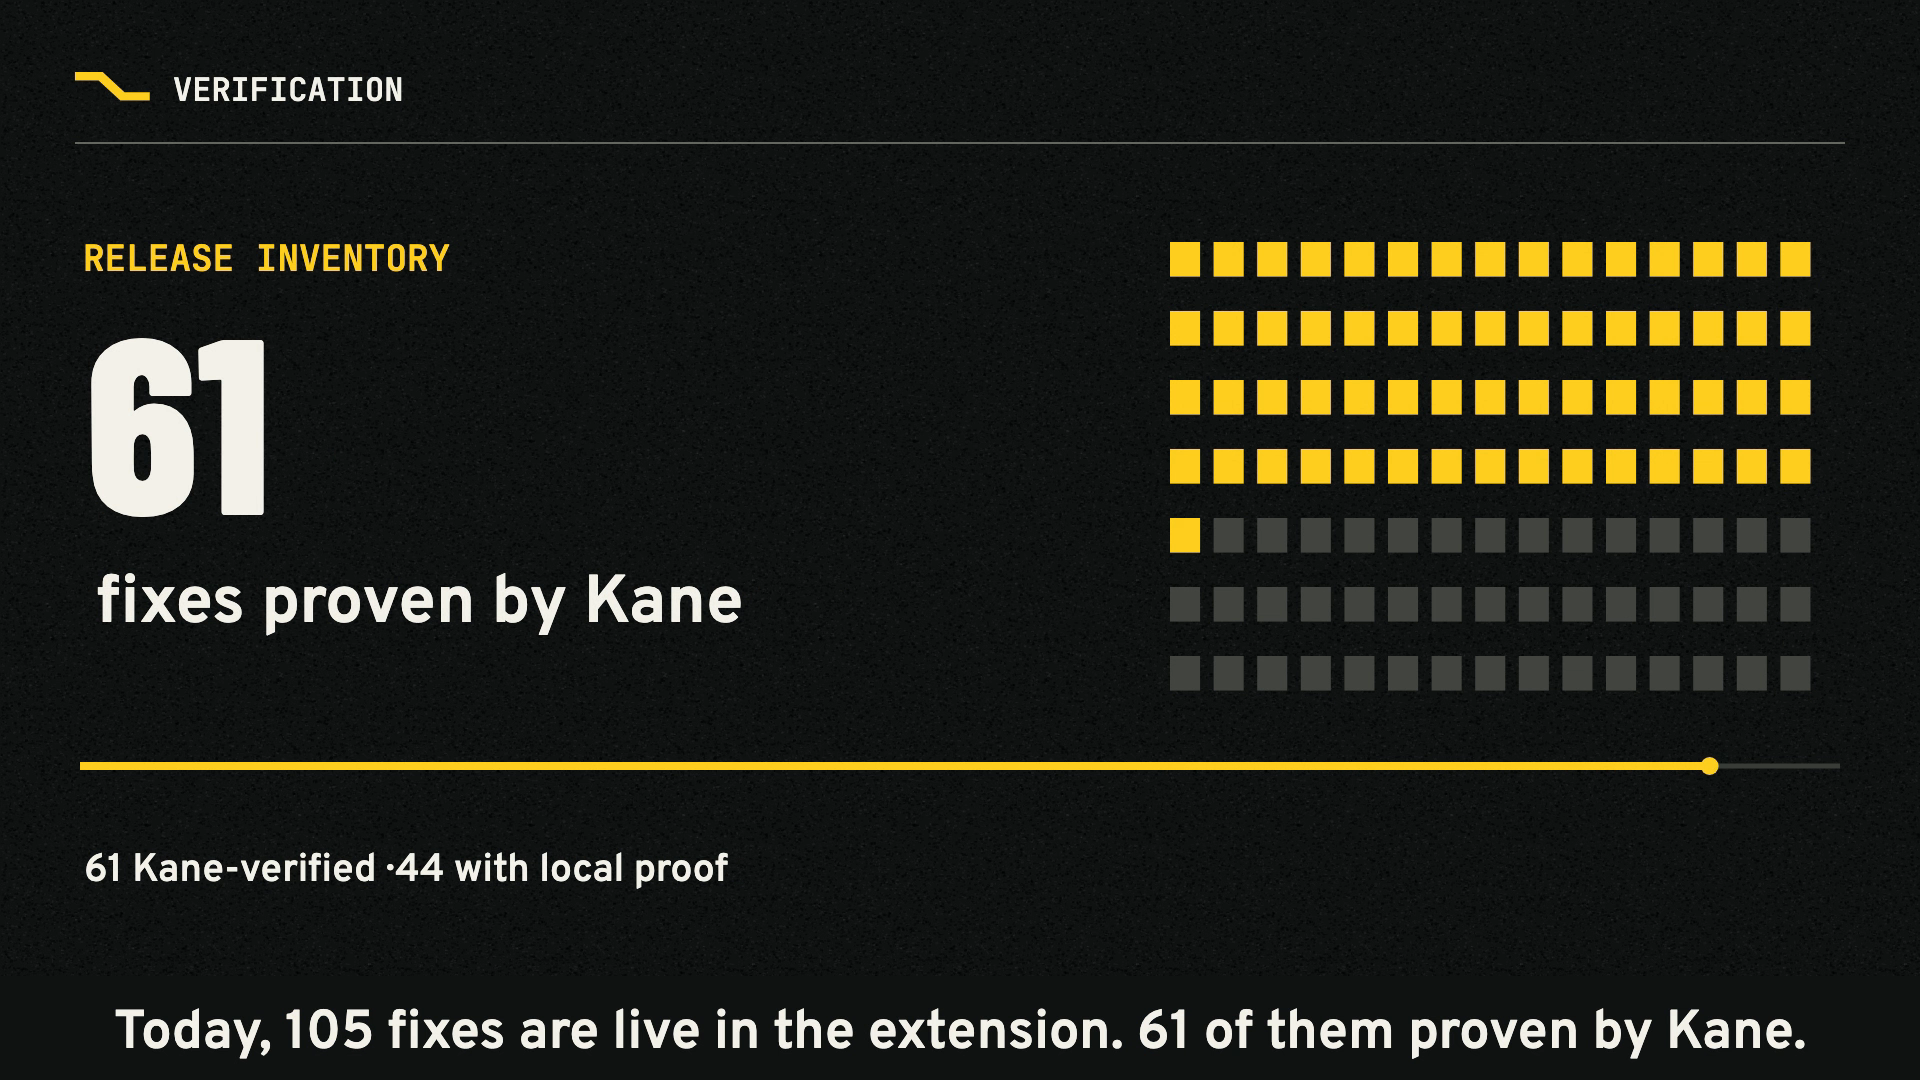 VERIFICATION
RELEASE INVENTORY
61
fixes proven by Kane
61 Kane-verified ·44 with local proof
Today, 105 fixes are live in the extension. 61 of them proven by Kane.